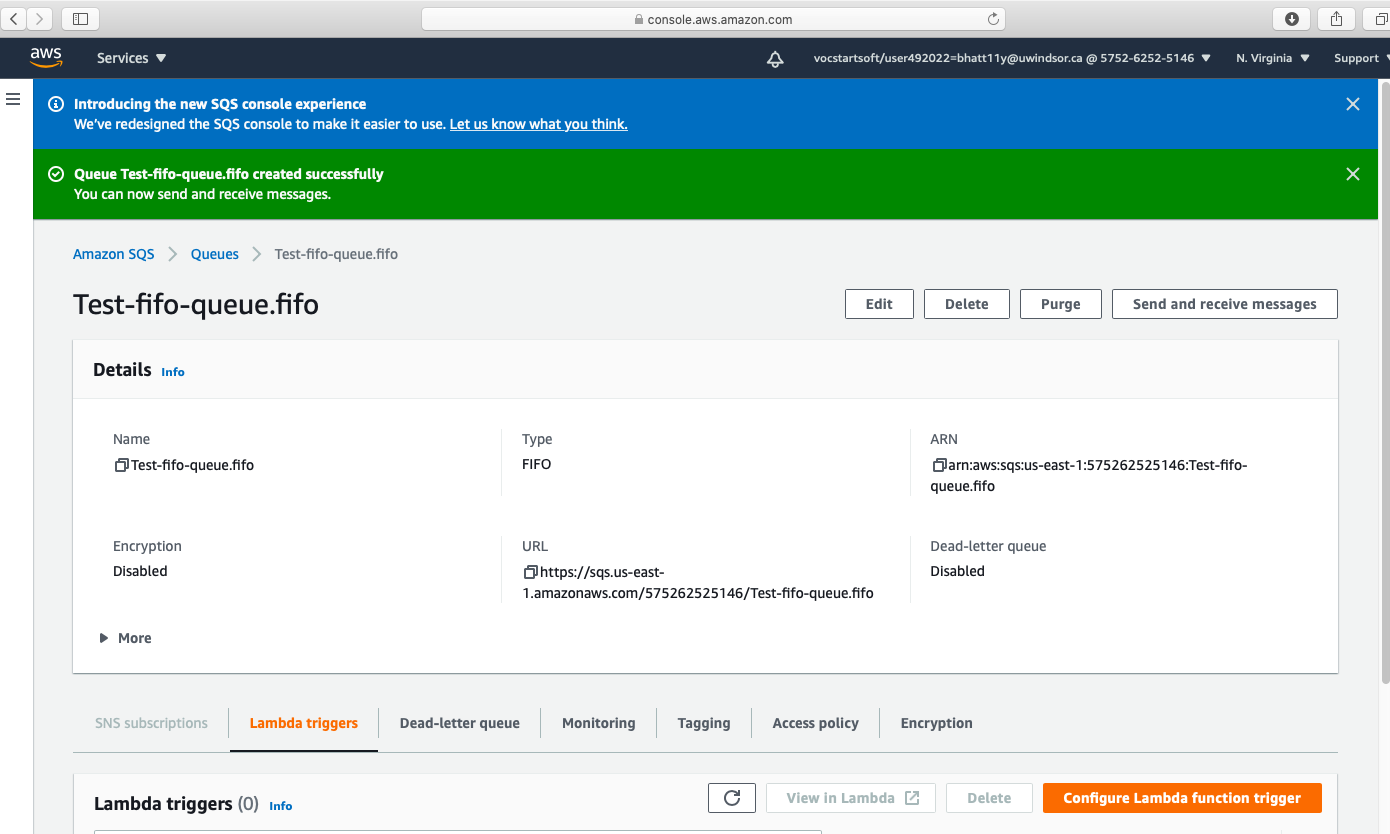 console.aws.amazon.com
aws
Services
vocstartsoft/user492022=bhatt11y@uwindsor.ca @ 5752-6252-5146
N. Virginia
Support
Introducing the new SQS console experience
We've redesigned the SQS console to make it easier to use. Let us know what you think.
Queue Test-fifo-queue.fifo created successfully
You can now send and receive messages.
Amazon SQS
Queues
Test-fifo-queue.fifo
Test-fifo-queue.fifo
Edit
Delete
Purge
Send and receive messages
Details
Info
Name
Test-fifo-queue.fifo
Type
FIFO
ARN
arn:aws:sqs:us-east-1:575262525146:Test-fifo-
queue.fifo
Encryption
Disabled
URL
https://sqs.us-east-
1.amazonaws.com/575262525146/Test-fifo-queue.fifo
Dead-letter queue
Disabled
More
SNS subscriptions
Lambda triggers
Dead-letter queue
Monitoring
Tagging
Access policy
Encryption
Lambda triggers (0)
Info
View in Lambda
Delete
Configure Lambda function trigger